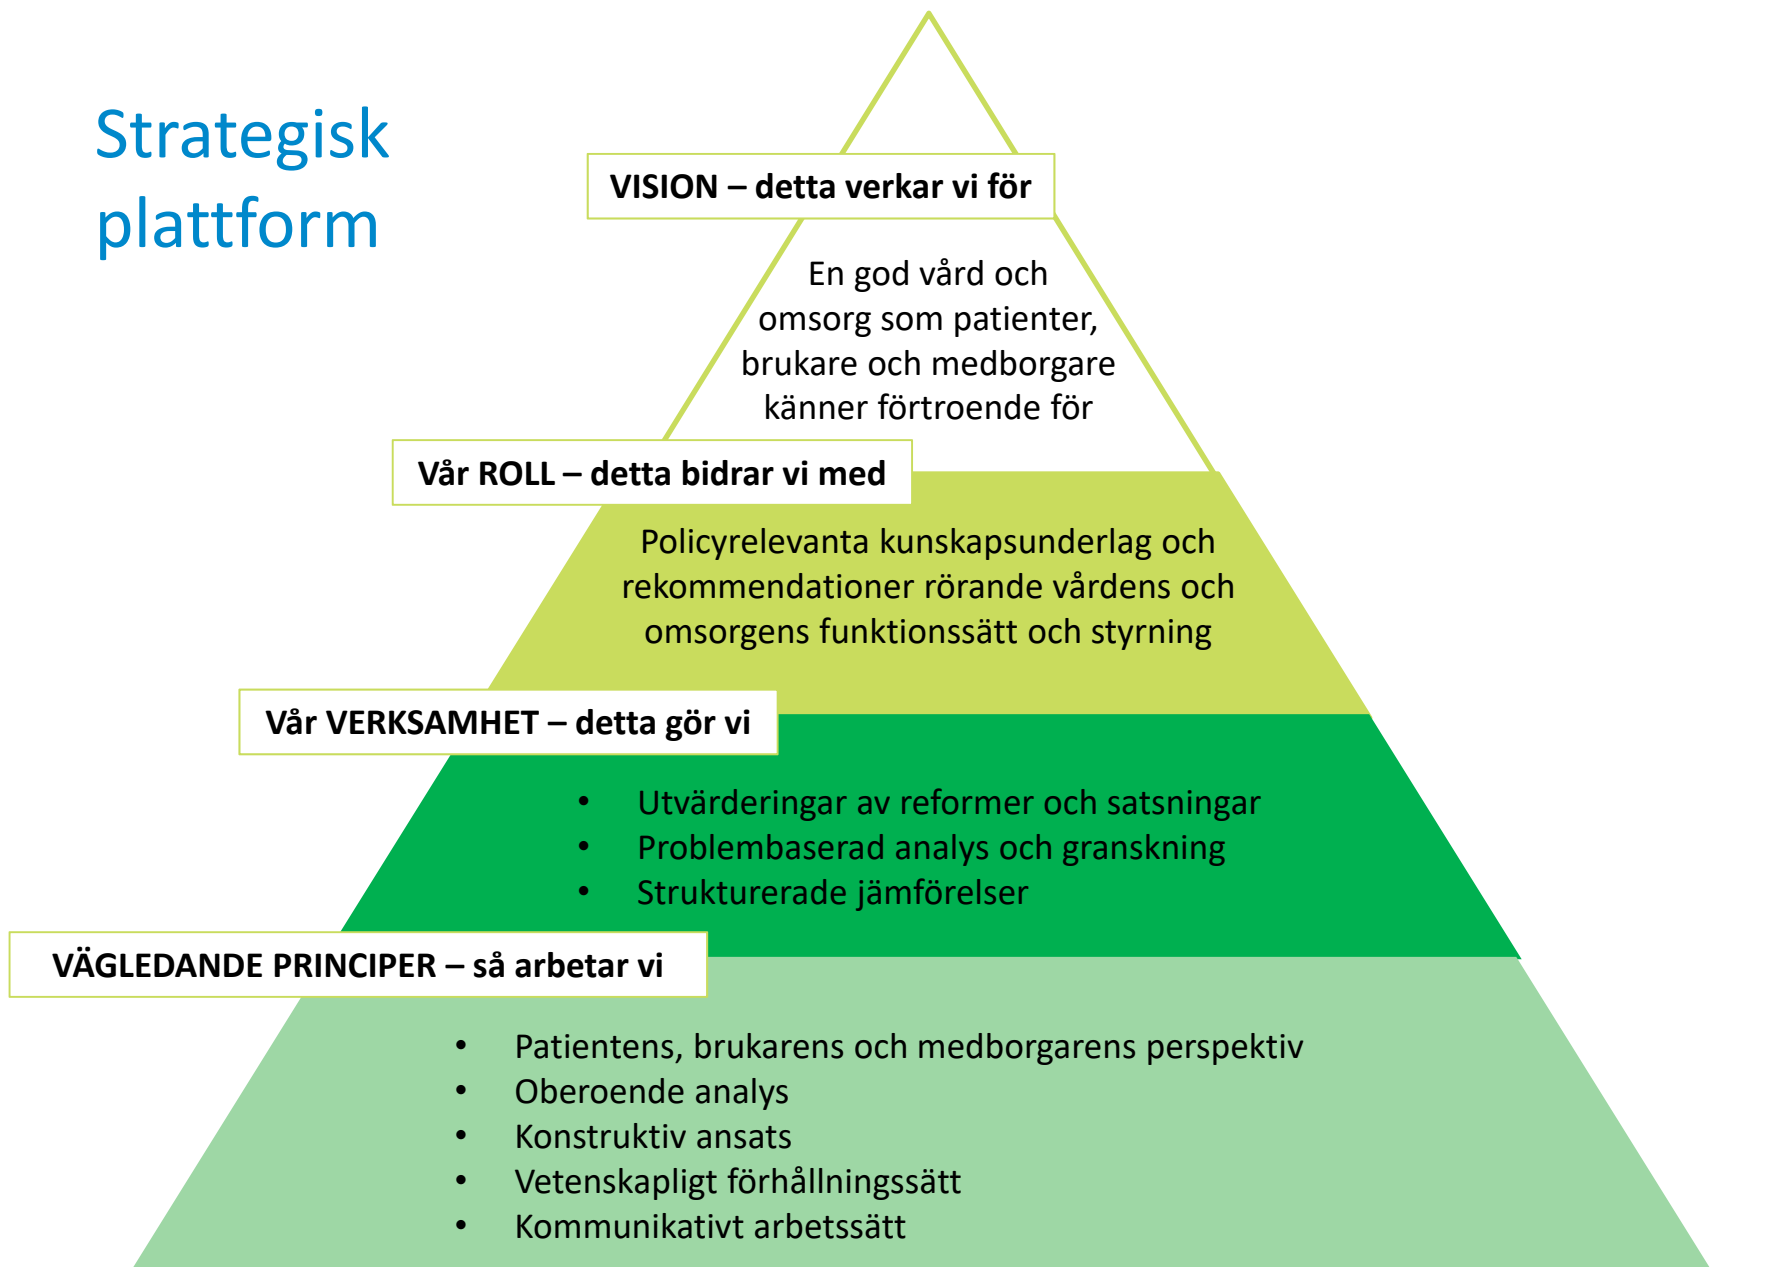 Strategisk
plattform
VISION – detta verkar vi för
En god vård och
omsorg som patienter,
brukare och medborgare
känner förtroende för
Vår ROLL – detta bidrar vi med
Policyrelevanta kunskapsunderlag och
rekommendationer rörande vårdens och
omsorgens funktionssätt och styrning
Vår VERKSAMHET – detta gör vi
• Utvärderingar av reformer och satsningar
• Problembaserad analys och granskning
• Strukturerade jämförelser
VÄGLEDANDE PRINCIPER – så arbetar vi
• Patientens, brukarens och medborgarens perspektiv
• Oberoende analys
• Konstruktiv ansats
• Vetenskapligt förhållningssätt
• Kommunikativt arbetssätt